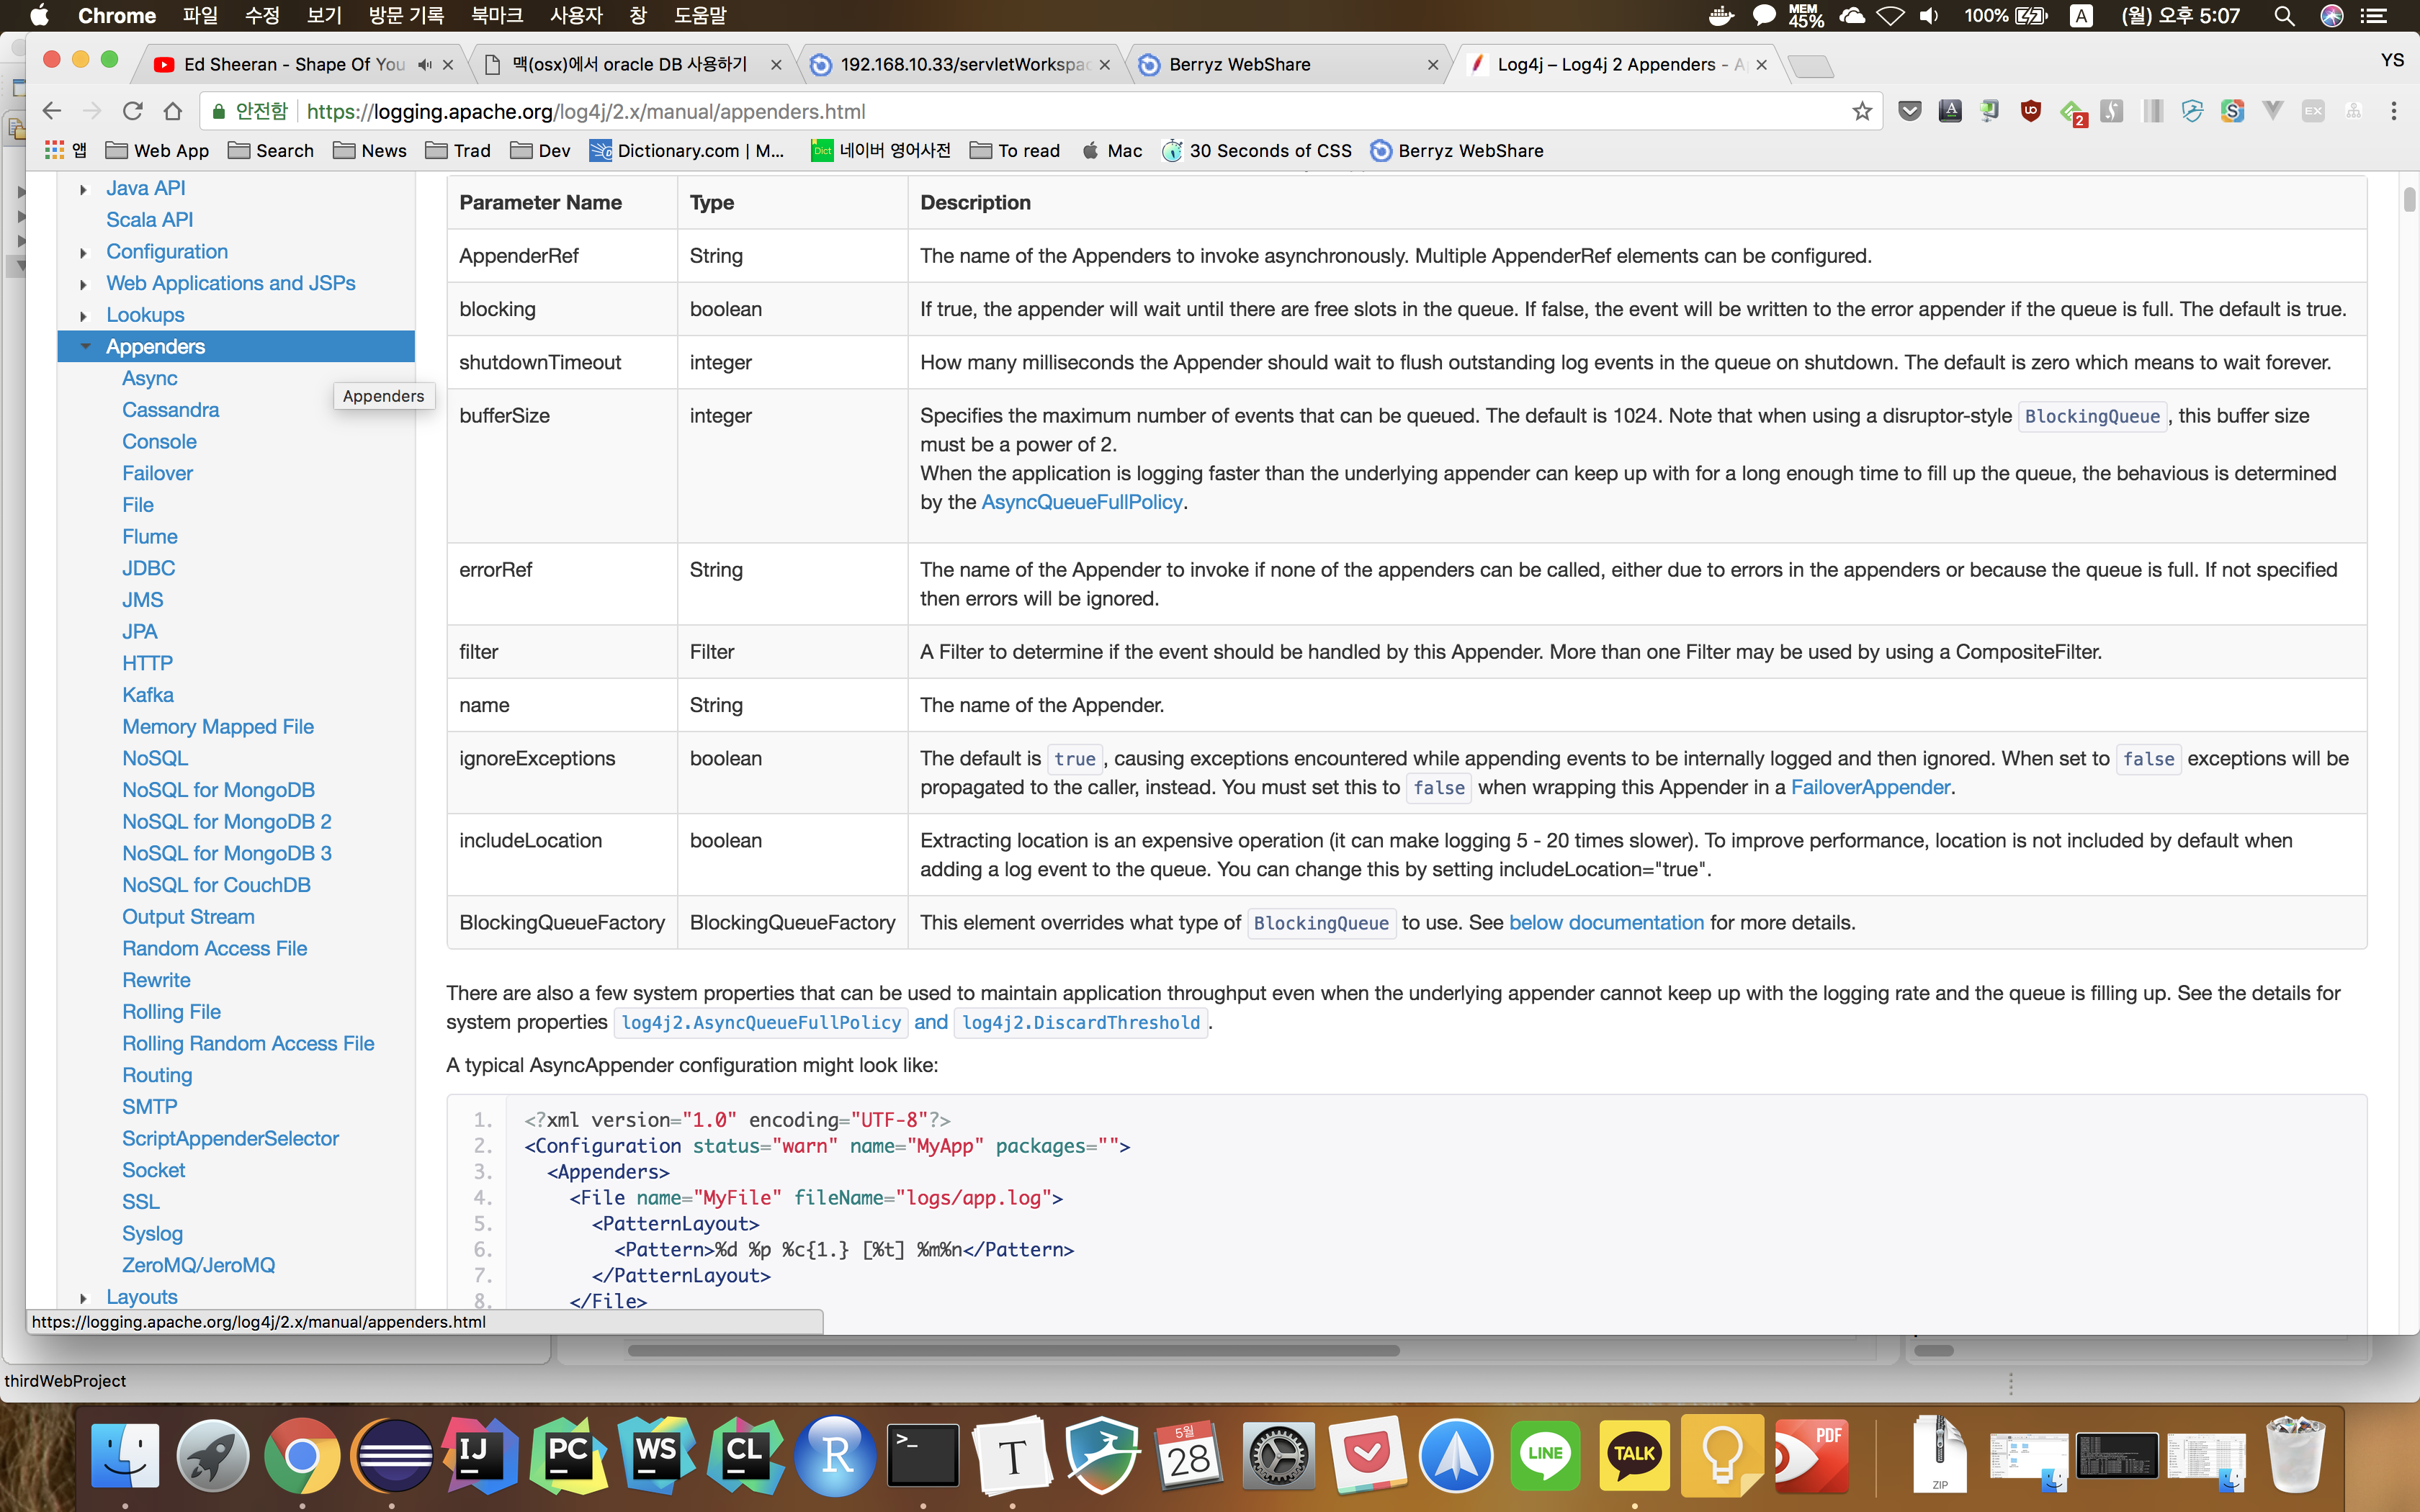 Chrome 파일 수정 보기 방문 기록 북마크 사용자 창 도움말 MEM 45% 100% A (월) 오후 5:07
Ed Sheeran - Shape Of You 맥(osx)에서 oracle DB 사용하기 192.168.10.33/servletWorkspac Berryz WebShare Log4j – Log4j 2 Appenders - A YS
안전함 https://logging.apache.org/log4j/2.x/manual/appenders.html
앱 Web App Search News Trad Dev Dictionary.com | M... 네이버 영어사전 To read Mac 30 Seconds of CSS Berryz WebShare
Java API
Scala API
Configuration
Web Applications and JSPs
Lookups
Appenders
Async
Cassandra
Console
Failover
File
Flume
JDBC
JMS
JPA
HTTP
Kafka
Memory Mapped File
NoSQL
NoSQL for MongoDB
NoSQL for MongoDB 2
NoSQL for MongoDB 3
NoSQL for CouchDB
Output Stream
Random Access File
Rewrite
Rolling File
Rolling Random Access File
Routing
SMTP
ScriptAppenderSelector
Socket
SSL
Syslog
ZeroMQ/JeroMQ
Layouts
Appenders
Parameter Name Type Description
AppenderRef String The name of the Appenders to invoke asynchronously. Multiple AppenderRef elements can be configured.
blocking boolean If true, the appender will wait until there are free slots in the queue. If false, the event will be written to the error appender if the queue is full. The default is true.
shutdownTimeout integer How many milliseconds the Appender should wait to flush outstanding log events in the queue on shutdown. The default is zero which means to wait forever.
bufferSize integer Specifies the maximum number of events that can be queued. The default is 1024. Note that when using a disruptor-style BlockingQueue, this buffer size
must be a power of 2.
When the application is logging faster than the underlying appender can keep up with for a long enough time to fill up the queue, the behavious is determined
by the AsyncQueueFullPolicy.
errorRef String The name of the Appender to invoke if none of the appenders can be called, either due to errors in the appenders or because the queue is full. If not specified
then errors will be ignored.
filter Filter A Filter to determine if the event should be handled by this Appender. More than one Filter may be used by using a CompositeFilter.
name String The name of the Appender.
ignoreExceptions boolean The default is true, causing exceptions encountered while appending events to be internally logged and then ignored. When set to false exceptions will be
propagated to the caller, instead. You must set this to false when wrapping this Appender in a FailoverAppender.
includeLocation boolean Extracting location is an expensive operation (it can make logging 5 - 20 times slower). To improve performance, location is not included by default when
adding a log event to the queue. You can change this by setting includeLocation="true".
BlockingQueueFactory BlockingQueueFactory This element overrides what type of BlockingQueue to use. See below documentation for more details.
There are also a few system properties that can be used to maintain application throughput even when the underlying appender cannot keep up with the logging rate and the queue is filling up. See the details for
system properties log4j2.AsyncQueueFullPolicy and log4j2.DiscardThreshold.
A typical AsyncAppender configuration might look like:
1. <?xml version="1.0" encoding="UTF-8"?>
2. <Configuration status="warn" name="MyApp" packages="">
3. <Appenders>
4. <File name="MyFile" fileName="logs/app.log">
5. <PatternLayout>
6. <Pattern>%d %p %c{1.} [%t] %m%n</Pattern>
7. </PatternLayout>
8. </File>
https://logging.apache.org/log4j/2.x/manual/appenders.html
thirdWebProject
IJ PC WS CL R >_ T 5월 28 LINE TALK PDF ZIP